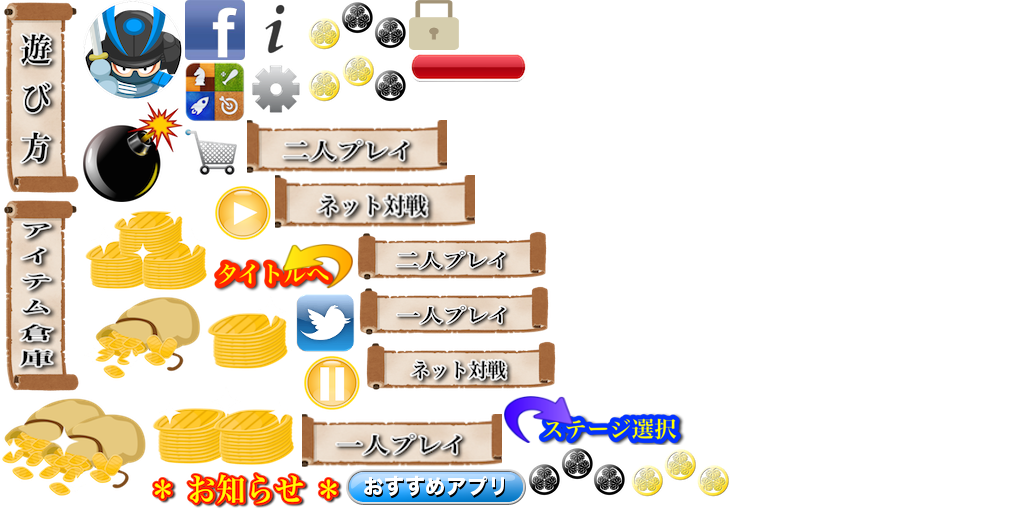 遊び方
f
i
二人プレイ
ネット対戦
アイテム倉庫
タイトルへ
二人プレイ
一人プレイ
ネット対戦
一人プレイ
ステージ選択
＊ お知らせ ＊
おすすめアプリ